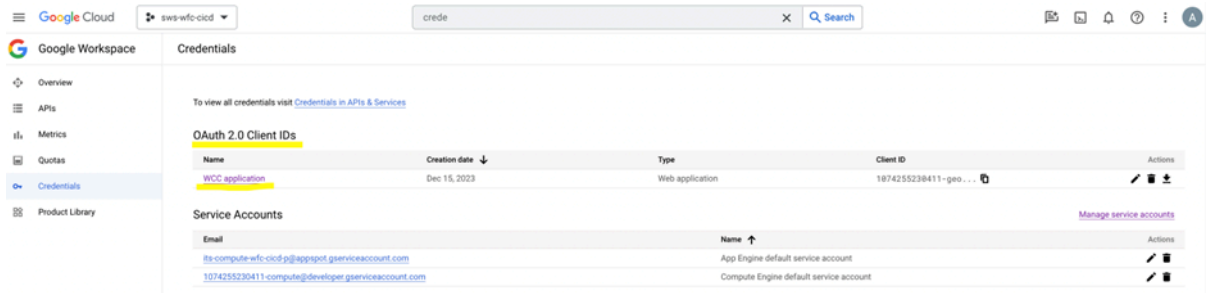 Google Cloud sws-wfc-cicd crede Search A
Google Workspace Credentials
Overview
APIs
Metrics
Quotas
Credentials
Product Library
To view all credentials visit Credentials in APIs & Services
OAuth 2.0 Client IDs
Name Creation date Type Client ID Actions
WCC application Dec 15, 2023 Web application 1074255230411-geo...
Service Accounts Manage service accounts
Email Name Actions
its-compute-wfc-cicd-p@appspot.gserviceaccount.com App Engine default service account
1074255230411-compute@developer.gserviceaccount.com Compute Engine default service account